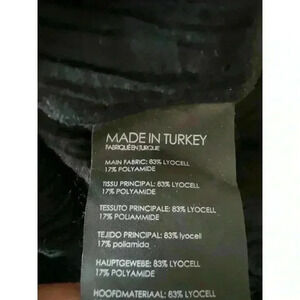 MADE IN TURKEY
FABRIQUÉ EN TURQUIE
MAIN FABRIC: 83% LYOCELL
17% POLYAMIDE
TISSU PRINCIPAL: 83% LYOCELL
17% POLYAMIDE
TESSUTO PRINCIPALE: 83% LYOCELL
17% POLIAMMIDE
TEJIDO PRINCIPAL: 83% lyocell
17% poliamida
HAUPTGEWEBE: 83% LYOCELL
17% POLYAMIDE
HOOFDMATERIAAL: 83% LYOCELL